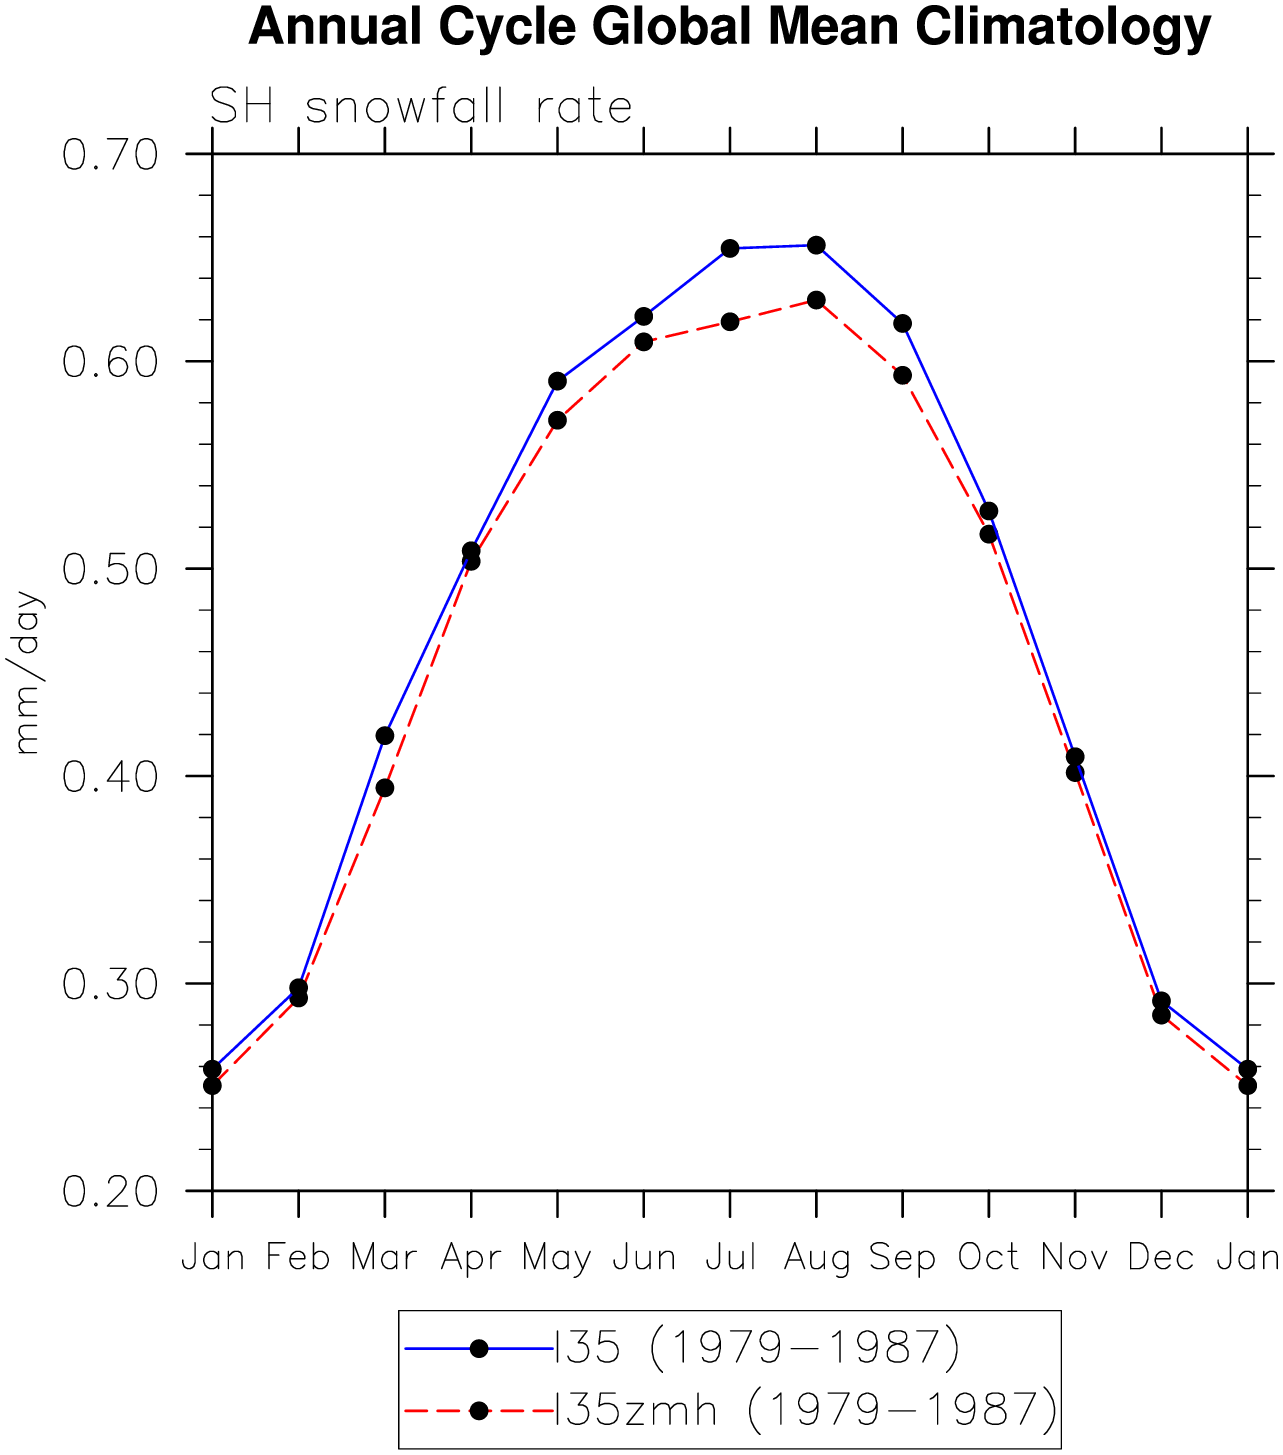 Annual Cycle Global Mean Climatology
SH snowfall rate
0.70
0.60
0.50
0.40
0.30
0.20
mm/day
Jan Feb Mar Apr May Jun Jul Aug Sep Oct Nov Dec Jan
I35 (1979-1987)
I35zmh (1979-1987)